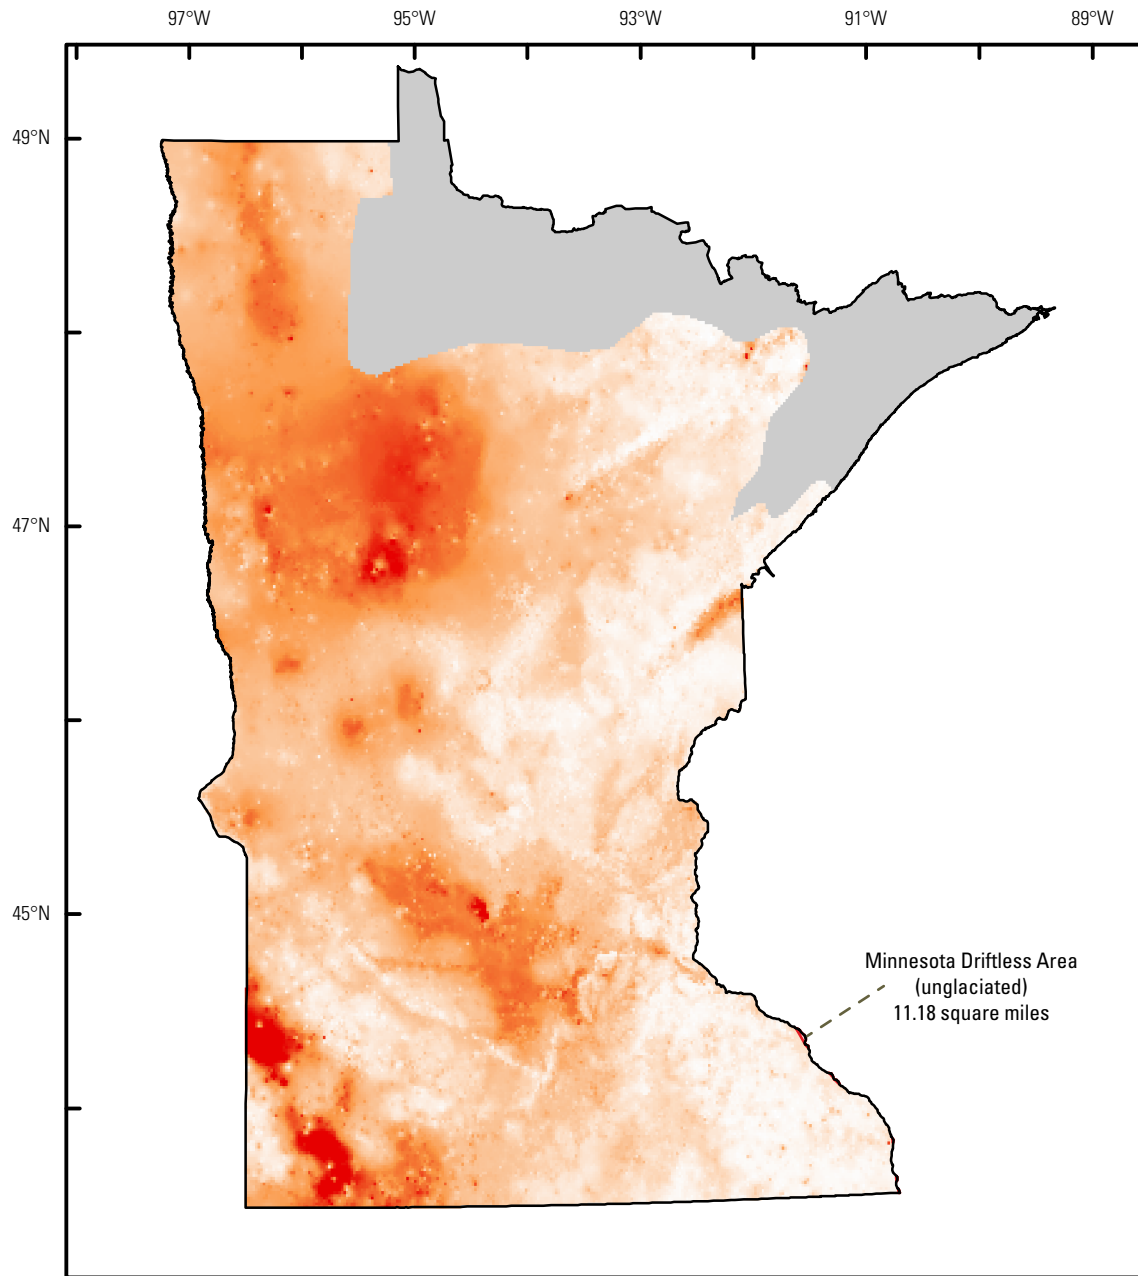 97°W
95°W
93°W
91°W
89°W
49°N
47°N
45°N
Minnesota Driftless Area
(unglaciated)
11.18 square miles